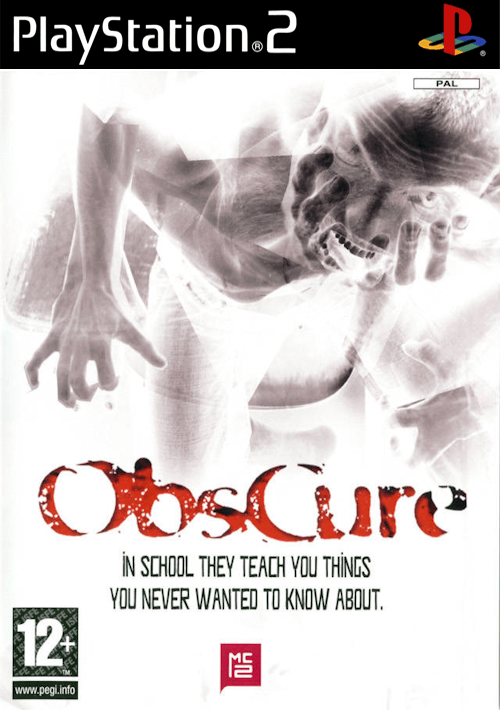 PlayStation®2
PAL
ObsCure
IN SCHOOL THEY TEACH YOU THINGS
YOU NEVER WANTED TO KNOW ABOUT.
12+
™
www.pegi.info
MC2